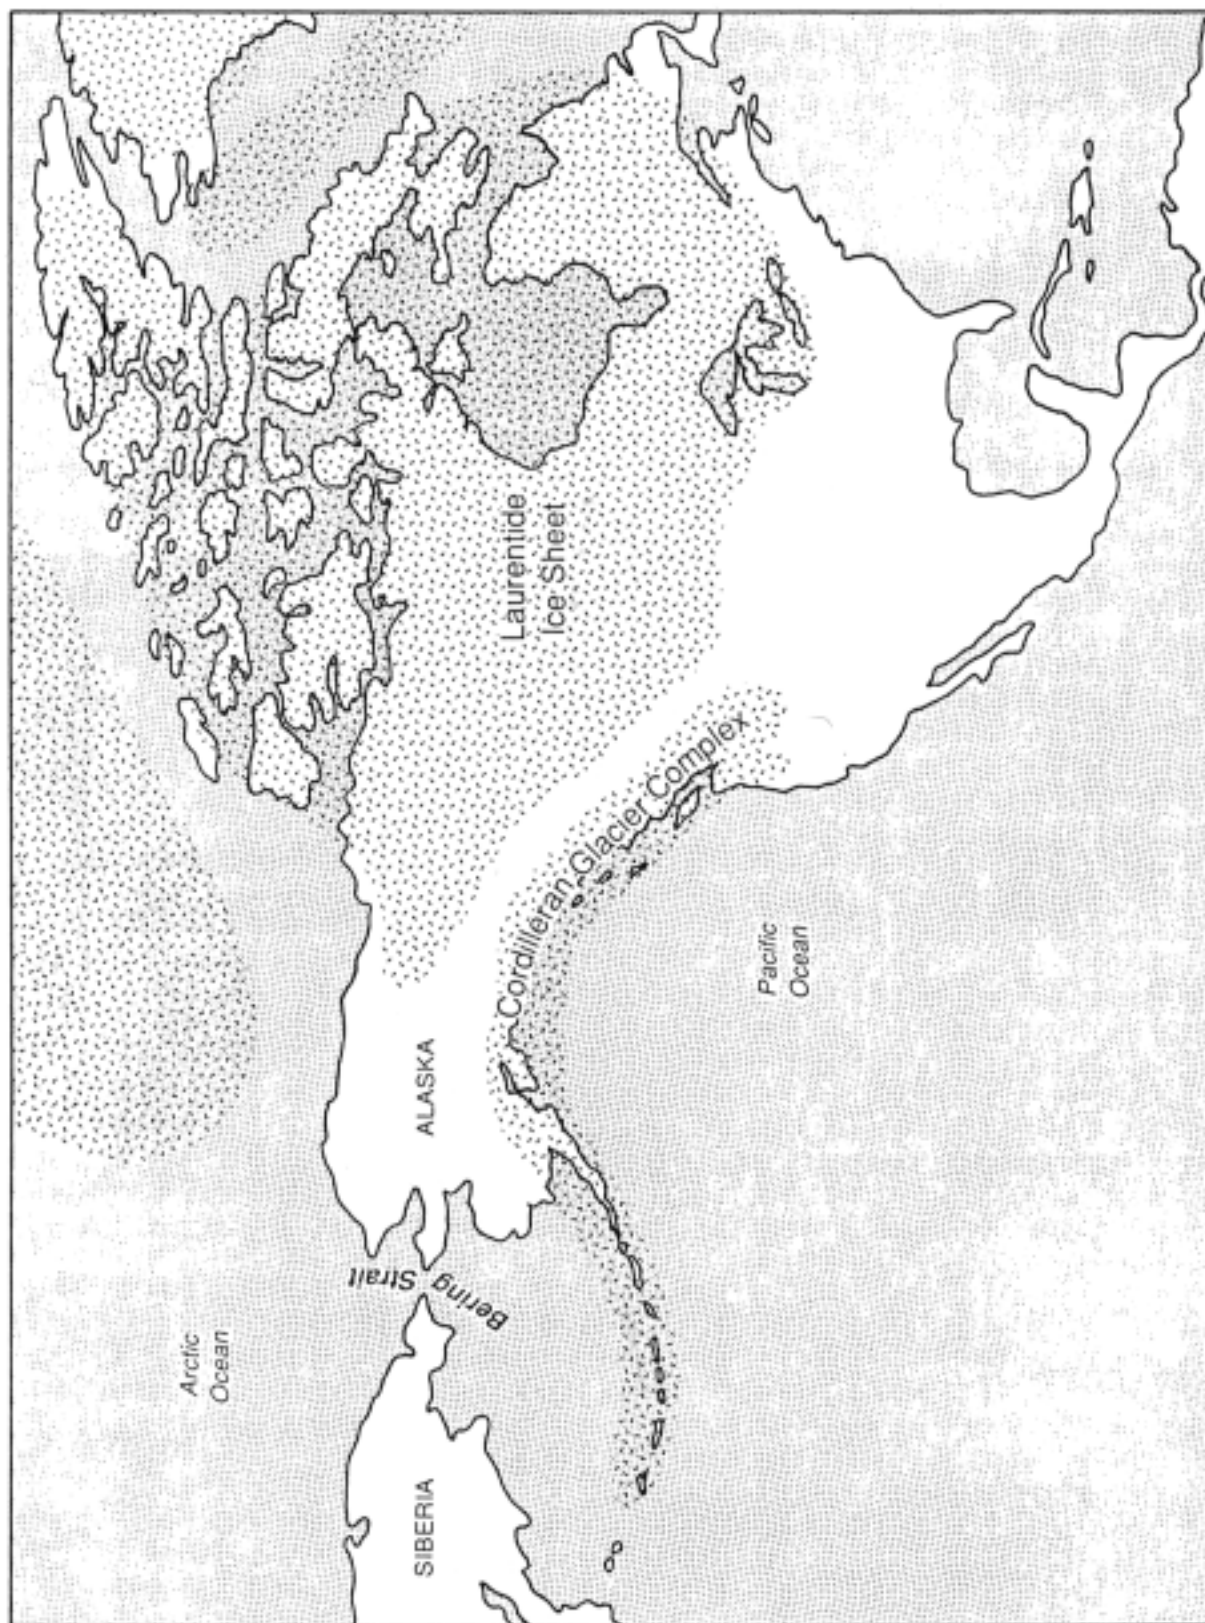 Arctic
Ocean
SIBERIA
Bering Strait
ALASKA
Cordilleran Glacier Complex
Laurentide
Ice Sheet
Pacific
Ocean